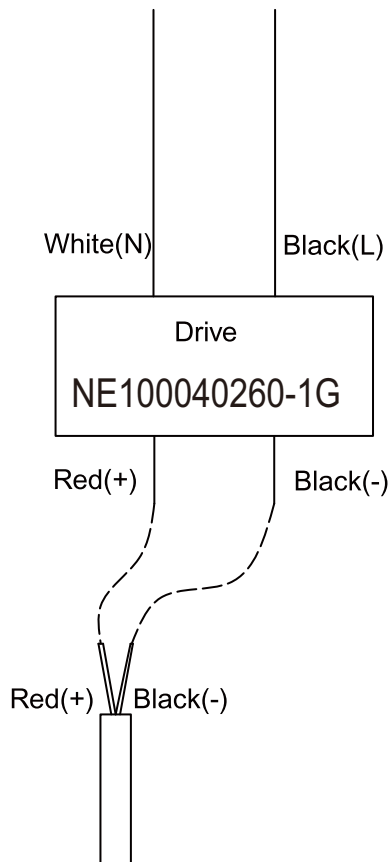 White(N) Black(L)
Drive
NE100040260-1G
Red(+) Black(-)
Red(+) Black(-)